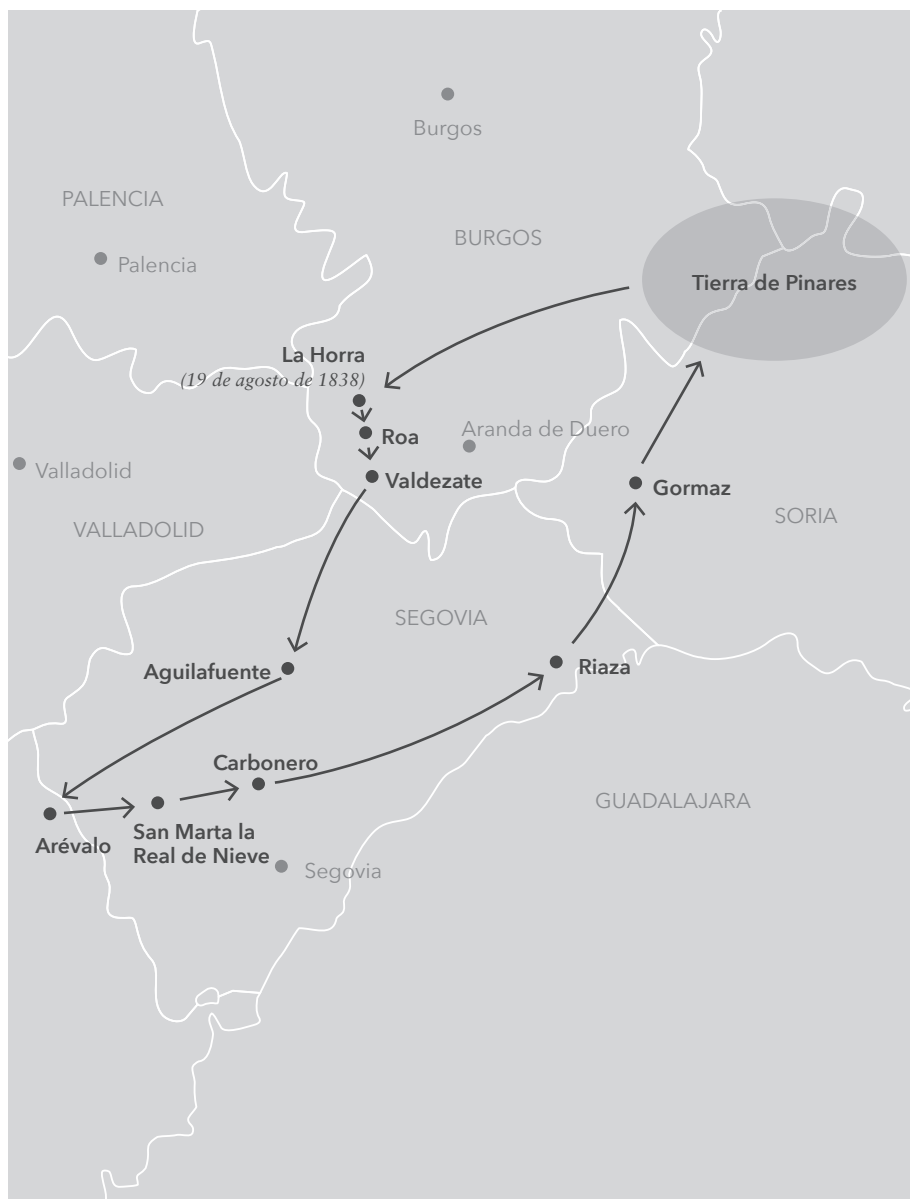 Burgos
PALENCIA
BURGOS
Palencia
Tierra de Pinares
La Horra
(19 de agosto de 1838)
Roa
Aranda de Duero
Valladolid
Valdezate
Gormaz
VALLADOLID
SORIA
SEGOVIA
Aguilafuente
Riaza
Carbonero
GUADALAJARA
Arévalo
San Marta la
Real de Nieve
Segovia